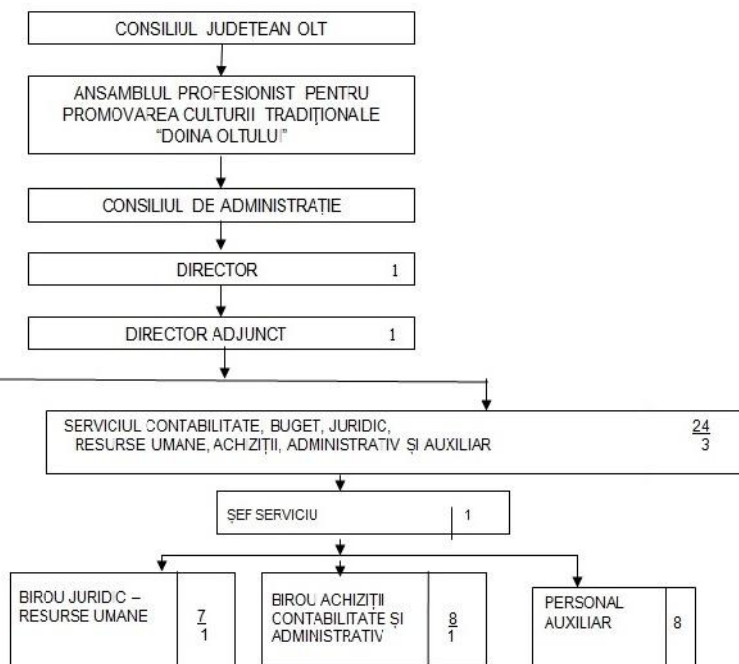 CONSILIUL JUDEȚEAN OLT
ANSAMBLUL PROFESIONIST PENTRU
PROMOVAREA CULTURII TRADIȚIONALE
“DOINA OLTULUI”
CONSILIUL DE ADMINISTRAȚIE
DIRECTOR 1
DIRECTOR ADJUNCT 1
SERVICIUL CONTABILITATE, BUGET, JURIDIC, 24
RESURSE UMANE, ACHIZIȚII, ADMINISTRATIV ȘI AUXILIAR 3
ȘEF SERVICIU 1
BIROU JURIDIC –
RESURSE UMANE 7
1
BIROU ACHIZIȚII
CONTABILITATE ȘI 8
ADMINISTRATIV 1
PERSONAL
AUXILIAR 8